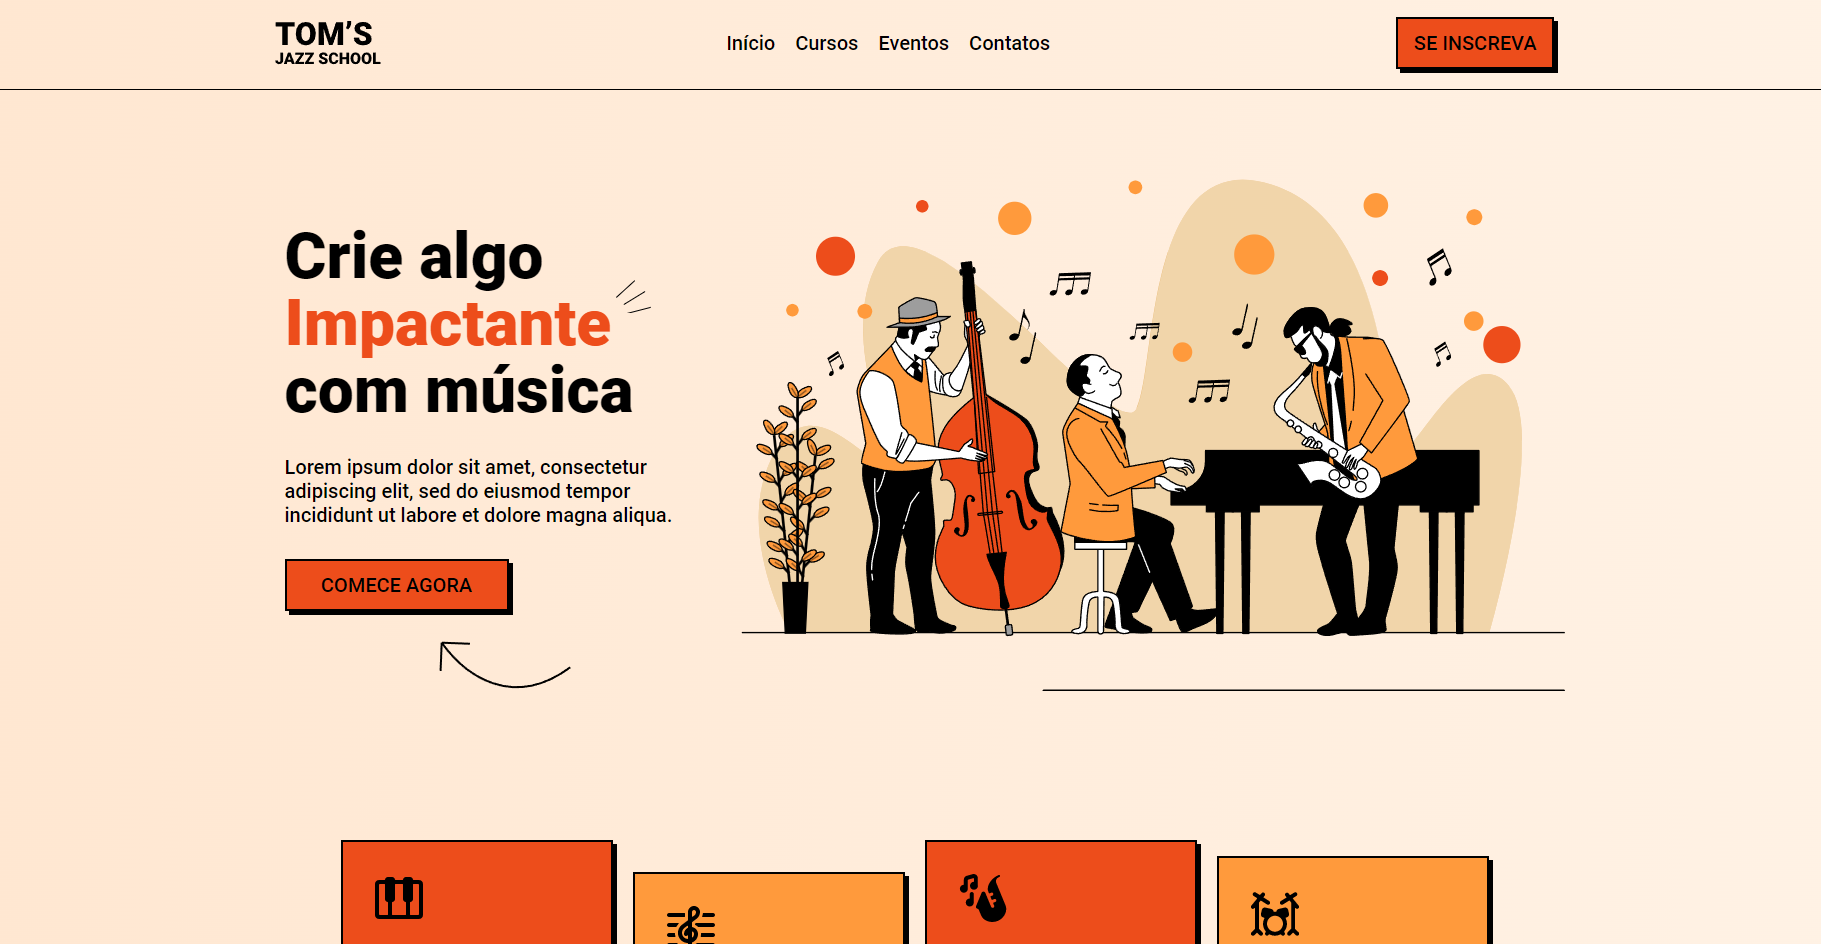 TOM'S
JAZZ SCHOOL
Início Cursos Eventos Contatos
SE INSCREVA
Crie algo
Impactante
com música
Lorem ipsum dolor sit amet, consectetur
adipiscing elit, sed do eiusmod tempor
incididunt ut labore et dolore magna aliqua.
COMECE AGORA